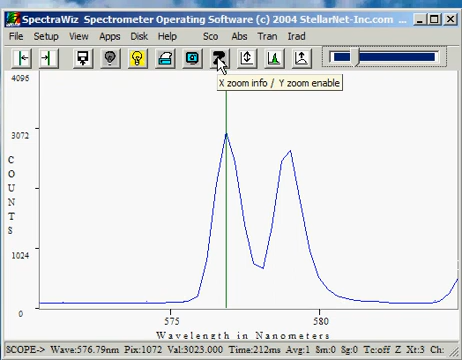 SpectraWiz Spectrometer Operating Software (c) 2004 StellarNet-Inc.com
File Setup View Apps Disk Help Sco Abs Tran Irad
X zoom info / Y zoom enable
4096
3072
COUNTS
1024
0
575 580
Wavelength in Nanometers
SCOPE-> Wave:576.79nm Pix:1072 Val:3023.000 Time:212ms Avg:1 Sm:0 Sg:0 Tc:off Z Xt:3 Ch: